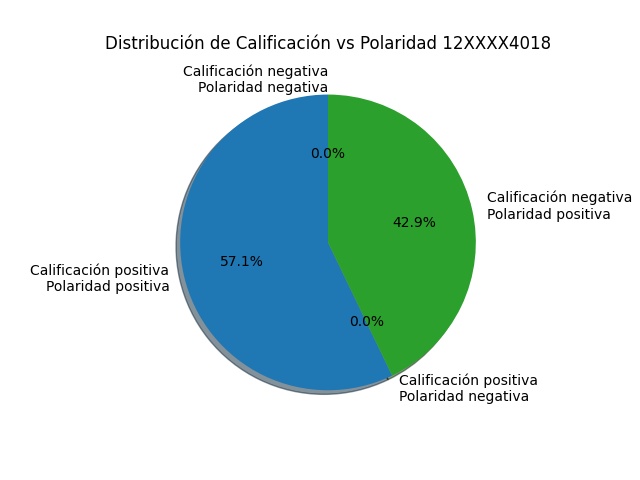 Distribución de Calificación vs Polaridad 12XXXX4018
Calificación negativa
Polaridad negativa
0.0%
Calificación negativa
Polaridad positiva
42.9%
57.1%
Calificación positiva
Polaridad positiva
0.0%
Calificación positiva
Polaridad negativa